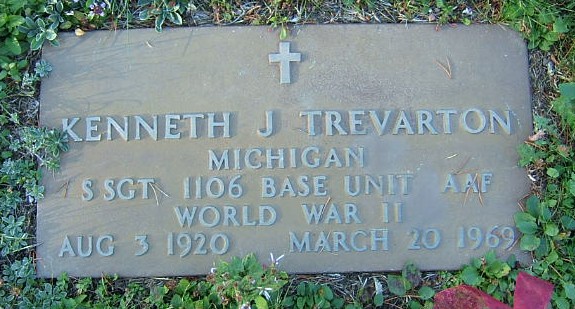 KENNETH J TREVARTON
MICHIGAN
S SGT 1106 BASE UNIT AAF
WORLD WAR II
AUG 3 1920 MARCH 20 1969